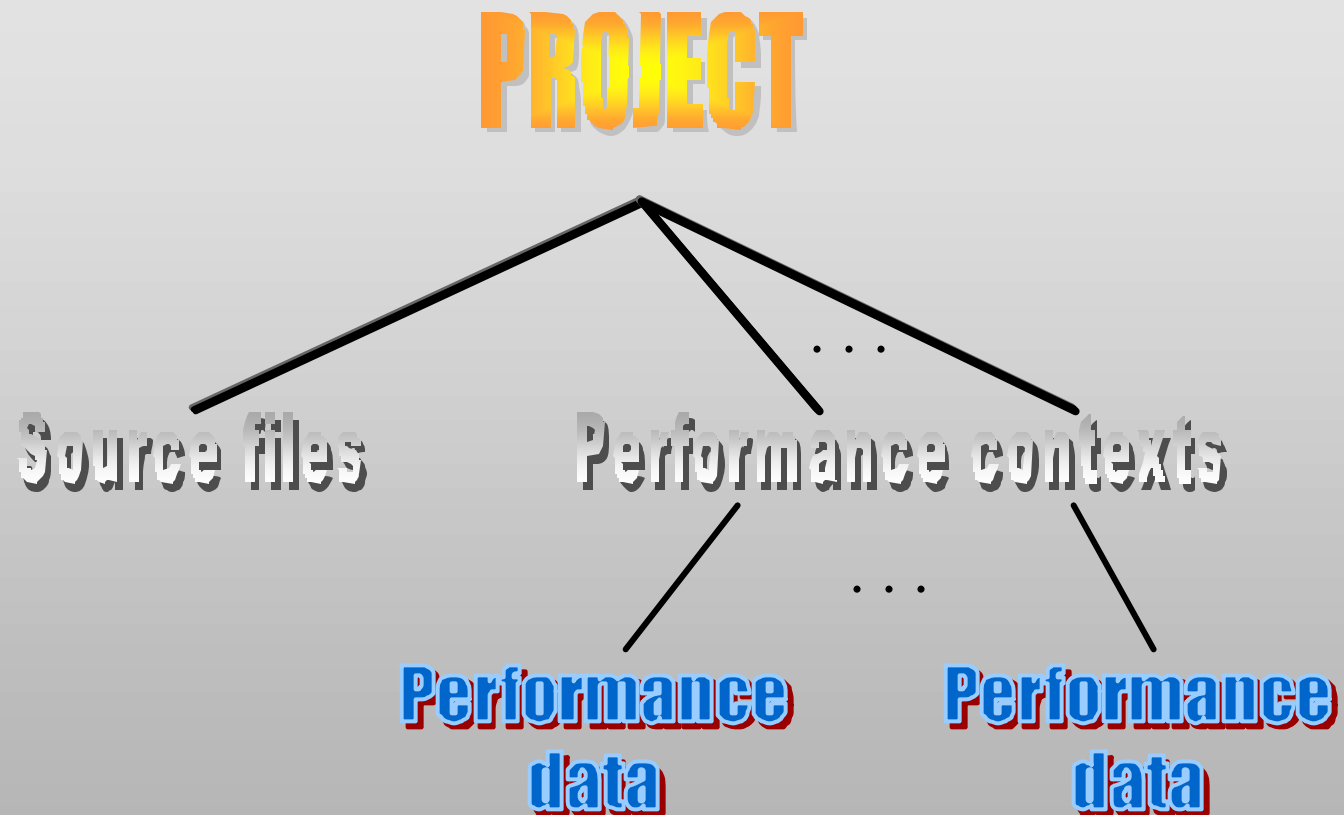 PROJECT
. . .
Source files
Performance contexts
. . .
Performance
data
Performance
data